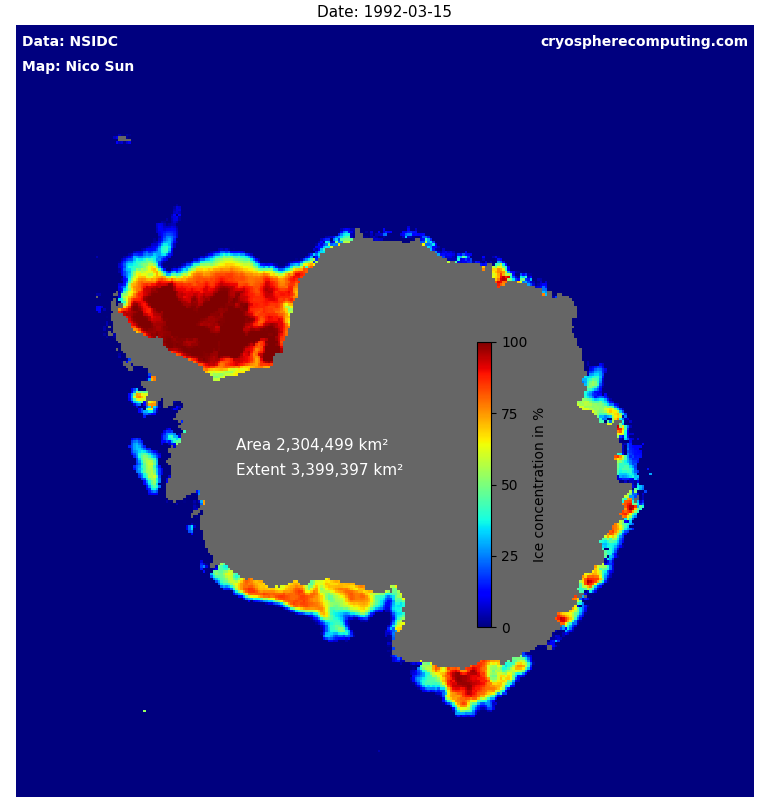 Date: 1992-03-15
Data: NSIDC
cryospherecomputing.com
Map: Nico Sun
100
75
50
25
0
Ice concentration in %
Area 2,304,499 km²
Extent 3,399,397 km²